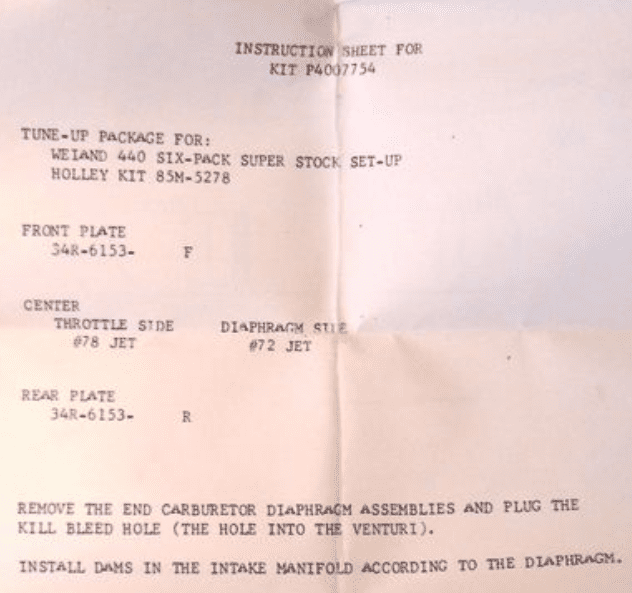 INSTRUCTION SHEET FOR
KIT P4007754
TUNE-UP PACKAGE FOR:
WEIAND 440 SIX-PACK SUPER STOCK SET-UP
HOLLEY KIT 85M-5278
FRONT PLATE
34R-6153- F
CENTER
THROTTLE SIDE DIAPHRAGM SIDE
#78 JET #72 JET
REAR PLATE
34R-6153- R
REMOVE THE END CARBURETOR DIAPHRAGM ASSEMBLIES AND PLUG THE
KILL BLEED HOLE (THE HOLE INTO THE VENTURI).
INSTALL DAMS IN THE INTAKE MANIFOLD ACCORDING TO THE DIAPHRAGM.